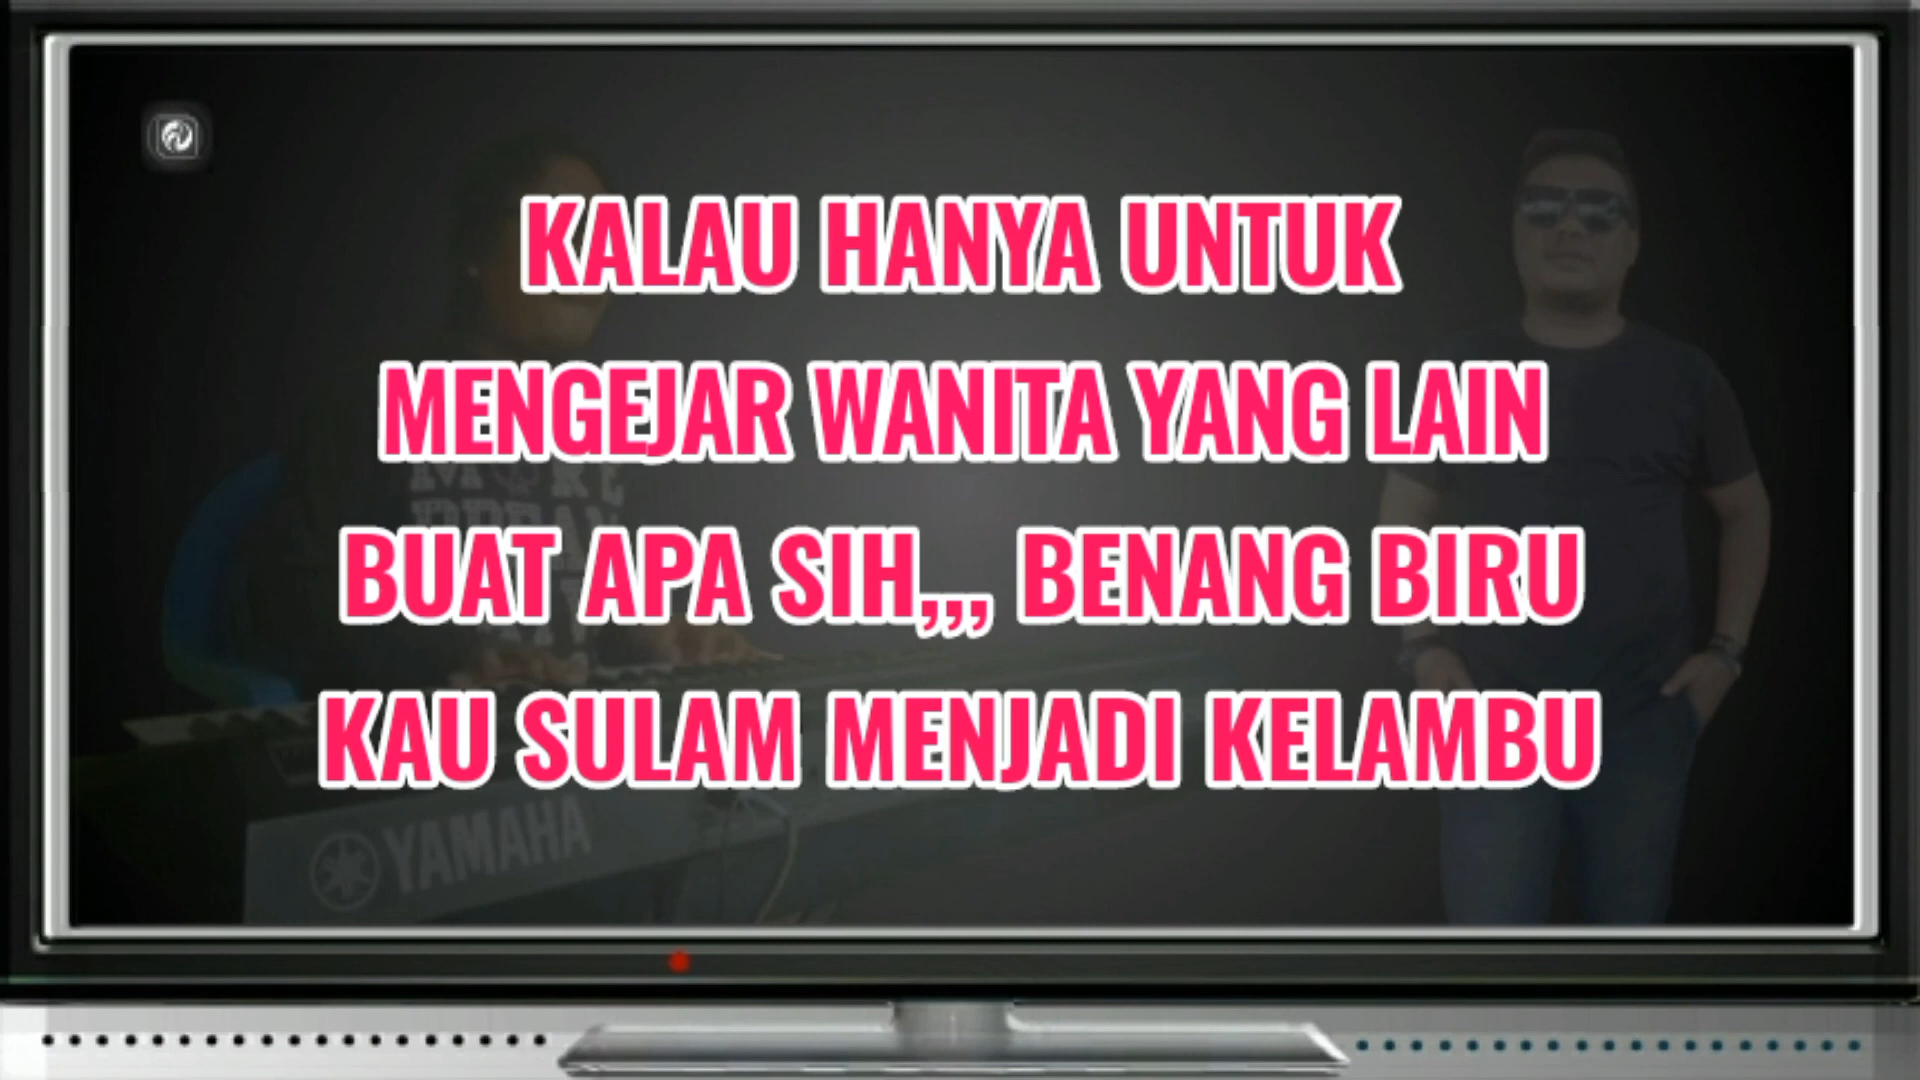 KALAU HANYA UNTUK
MENGEJAR WANITA YANG LAIN
BUAT APA SIH,,, BENANG BIRU
KAU SULAM MENJADI KELAMBU
YAMAHA